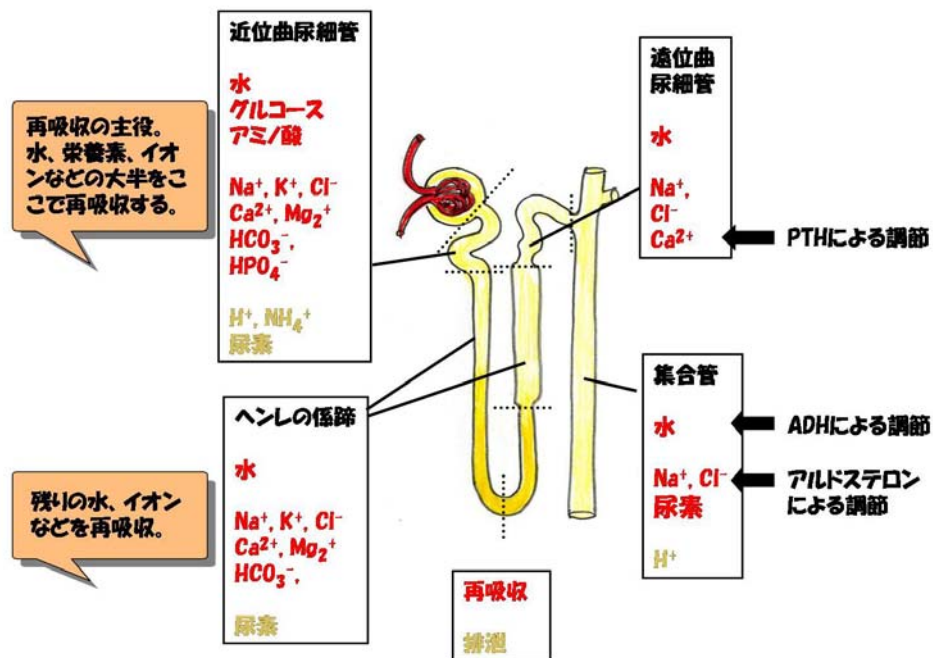 近位曲尿細管
水
グルコース
アミノ酸
Na⁺, K⁺, Cl⁻
Ca²⁺, Mg₂⁺
HCO₃⁻,
HPO₄⁻
H⁺, NH₄⁺
尿素
再吸収の主役。
水、栄養素、イオ
ンなどの大半をこ
こで再吸収する。
遠位曲
尿細管
水
Na⁺,
Cl⁻
Ca²⁺
PTHによる調節
ヘンレの係蹄
水
Na⁺, K⁺, Cl⁻
Ca²⁺, Mg₂⁺
HCO₃⁻,
尿素
残りの水、イオン
などを再吸収。
集合管
水
Na⁺, Cl⁻
尿素
H⁺
ADHによる調節
アルドステロン
による調節
再吸収
排泄